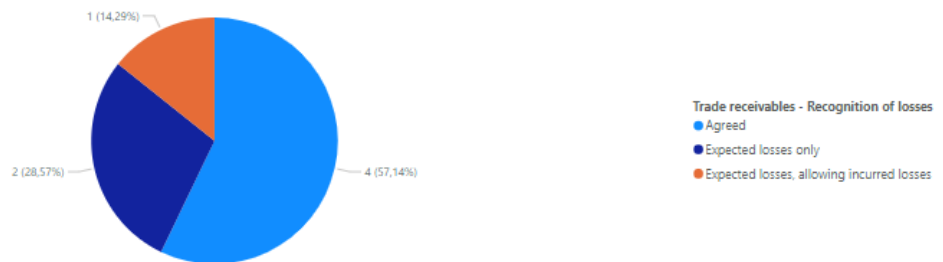 1 (14,29%)
2 (28,57%)
4 (57,14%)
Trade receivables - Recognition of losses
Agreed
Expected losses only
Expected losses, allowing incurred losses